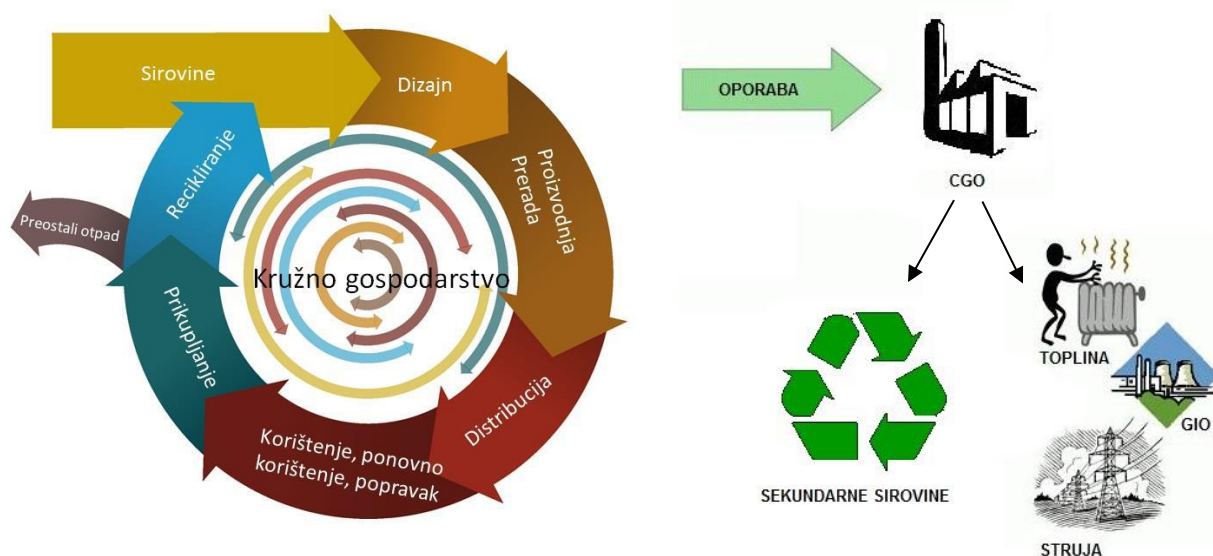 Sirovine
Dizajn
Proizvodnja
Prerada
Distribucija
Korištenje, ponovno
korištenje, popravak
Prikupljanje
Recikliranje
Preostali otpad
Kružno gospodarstvo
OPORABA
CGO
TOPLINA
GIO
SEKUNDARNE SIROVINE
STRUJA